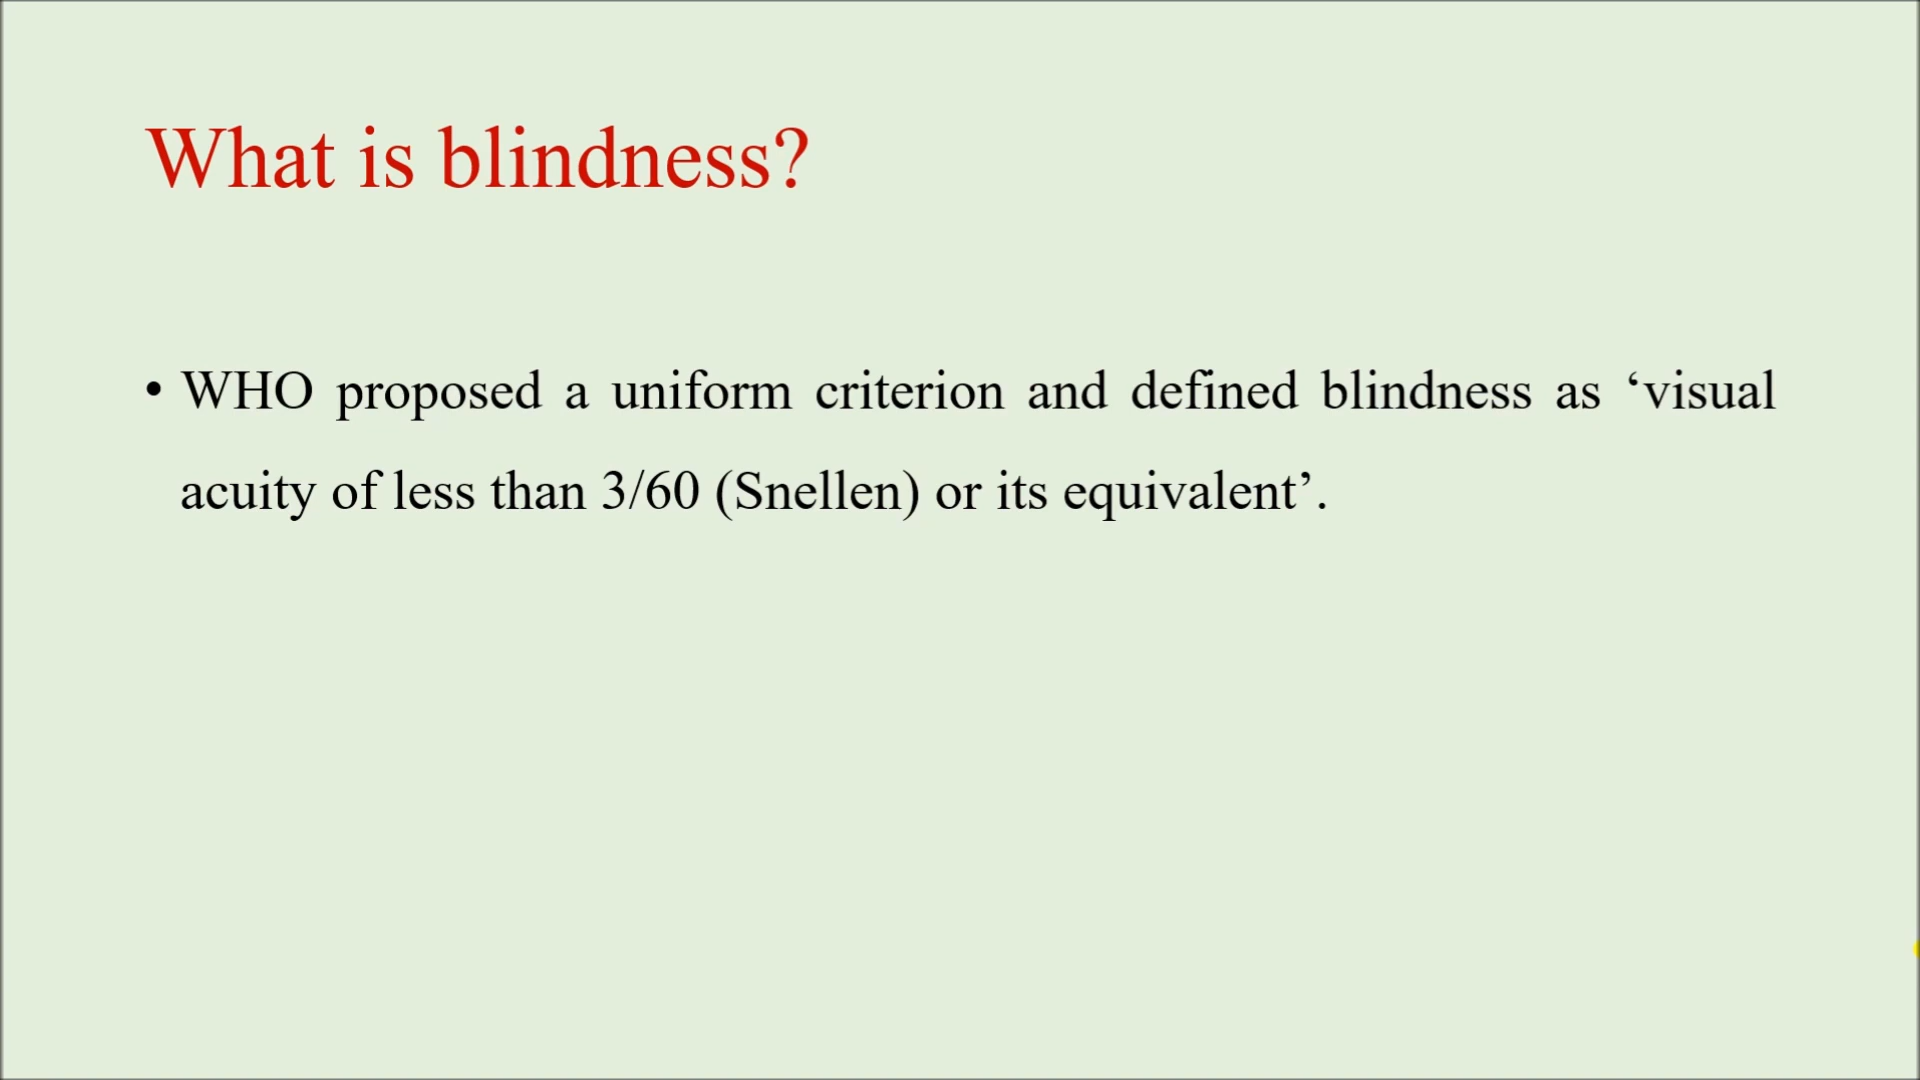 What is blindness?
• WHO proposed a uniform criterion and defined blindness as ‘visual
acuity of less than 3/60 (Snellen) or its equivalent’.